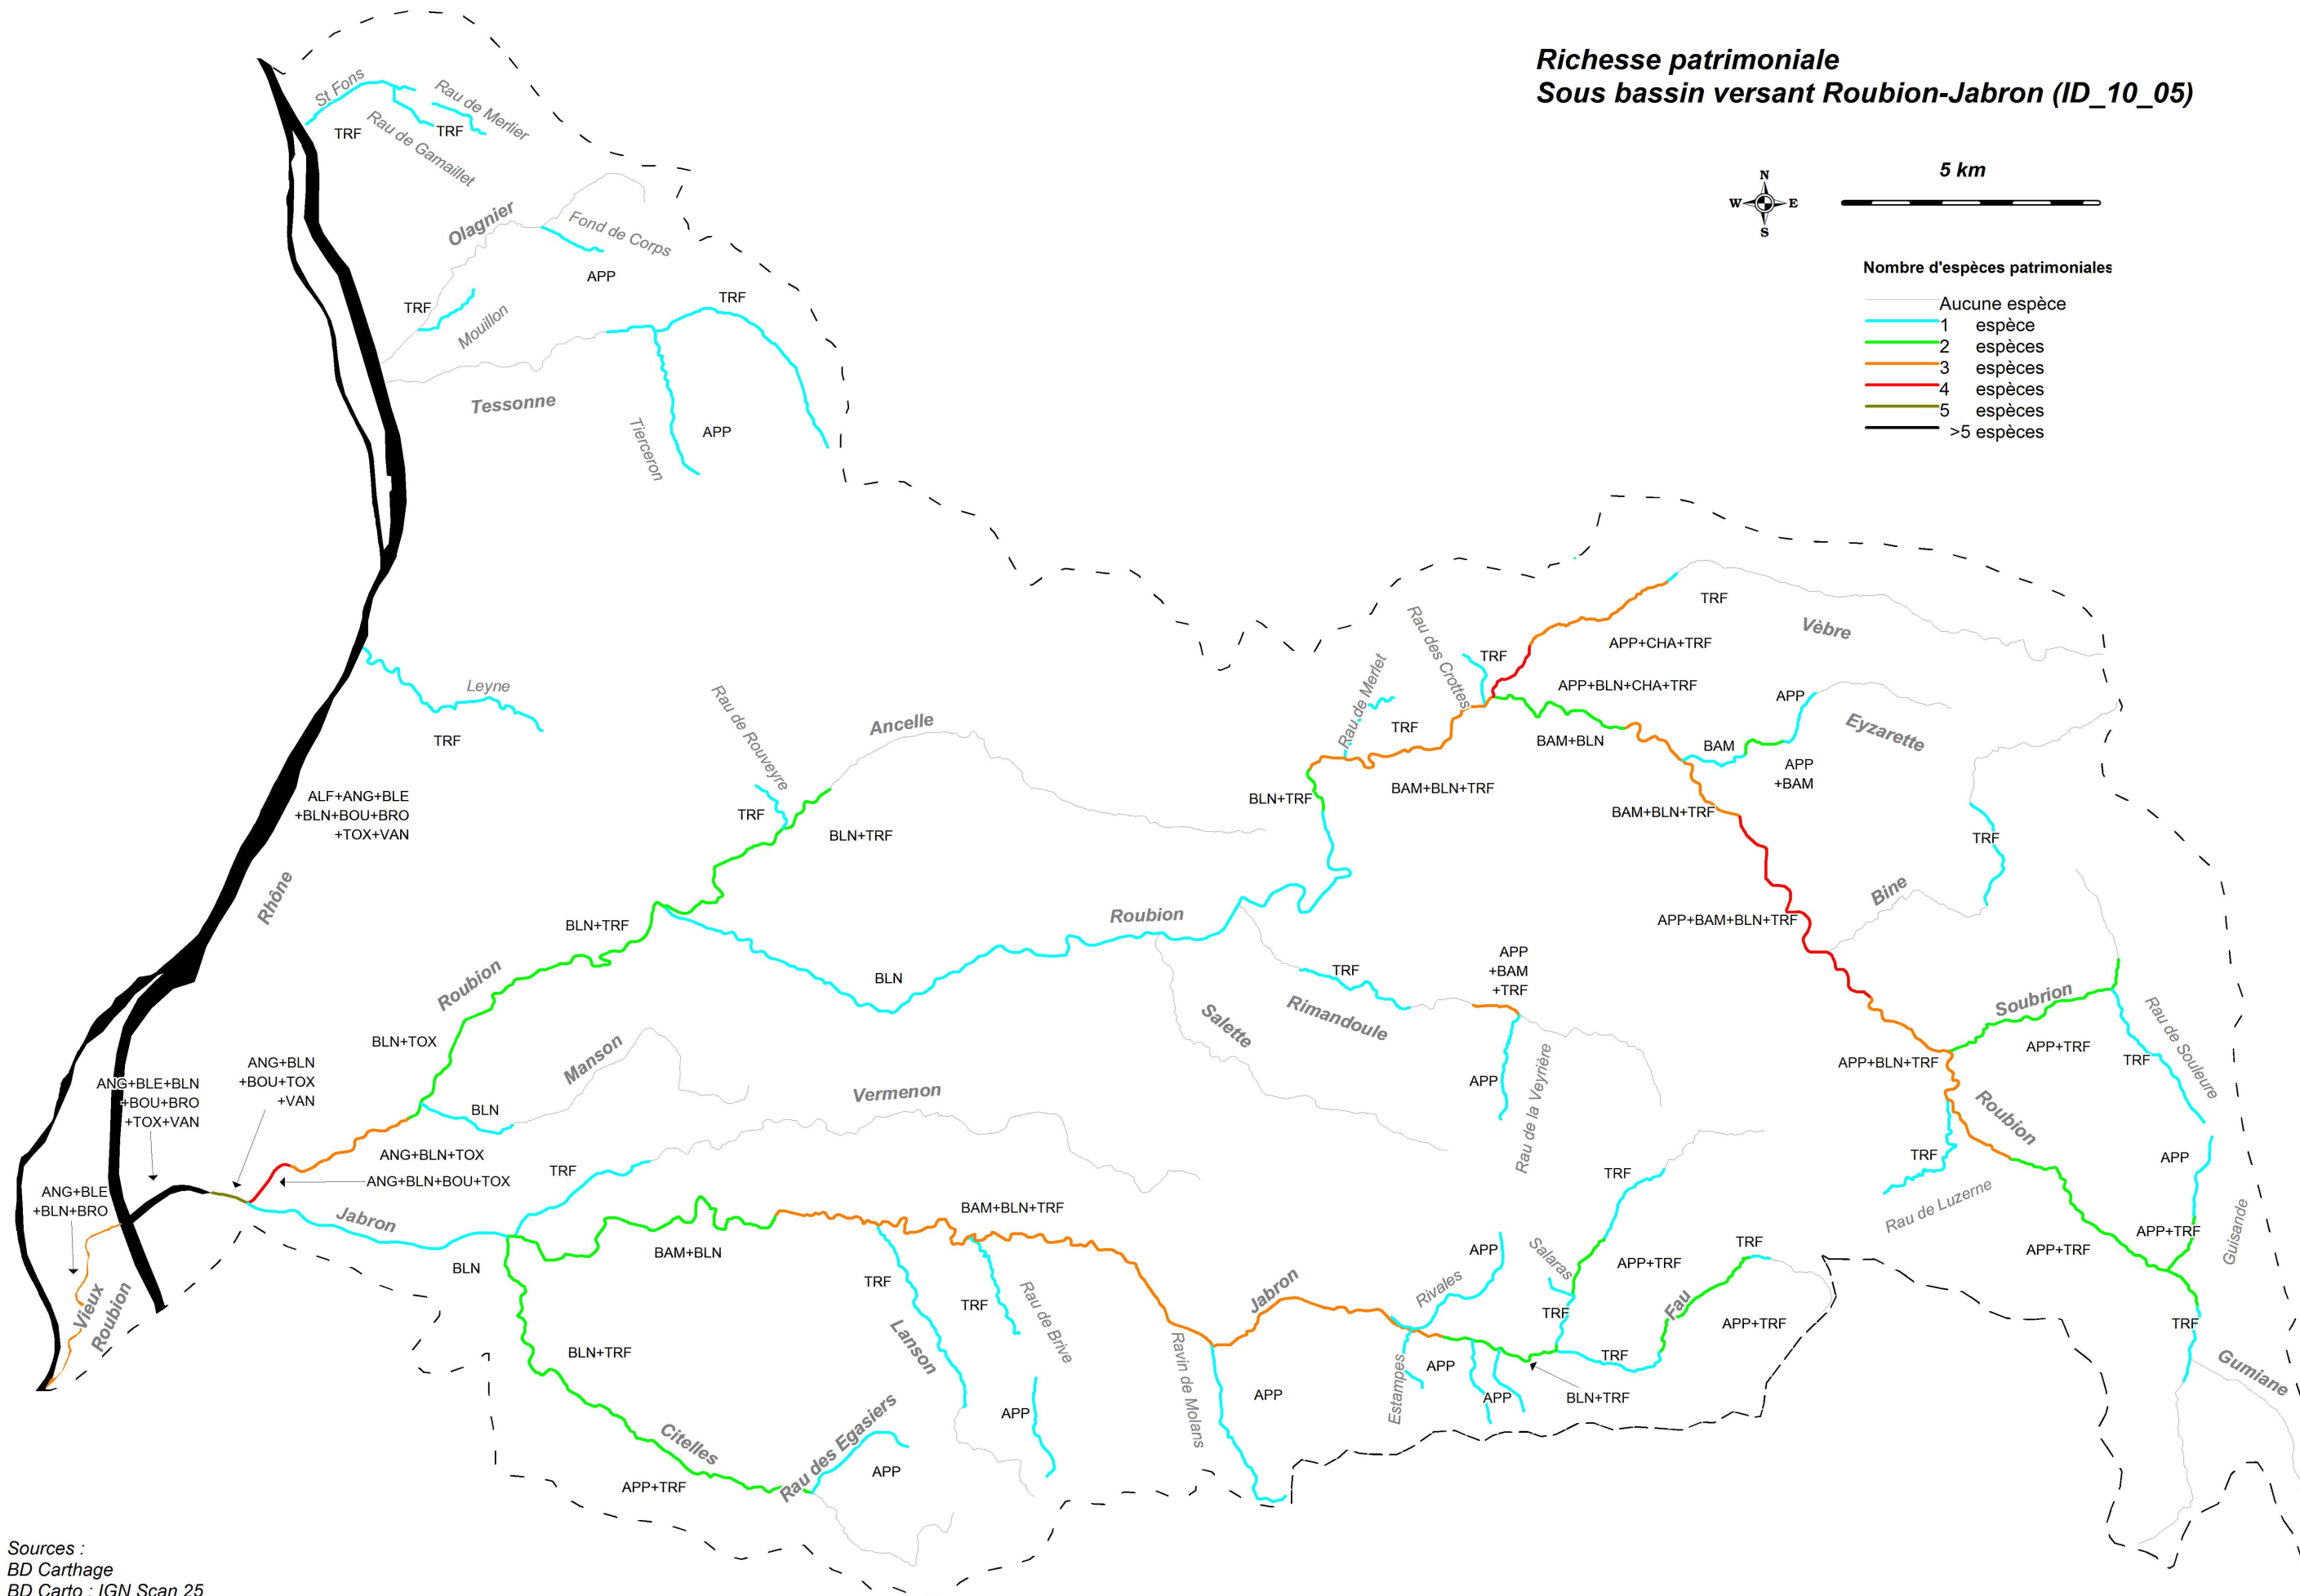 Richesse patrimoniale
Sous bassin versant Roubion-Jabron (ID_10_05)
5 km
N
W
E
S
Nombre d'espèces patrimoniales
Aucune espèce
1 espèce
2 espèces
3 espèces
4 espèces
5 espèces
>5 espèces
St Fons
Rau de Merlier
TRF
TRF
Rau de Gamaillet
Olagnier
Fond de Corps
APP
TRF
TRF
Mouillon
Tessonne
Tierceron
APP
Leyne
TRF
ALF+ANG+BLE
+BLN+BOU+BRO
+TOX+VAN
Rhône
Rau de Rouveyre
Ancelle
TRF
BLN+TRF
BLN+TRF
Roubion
BLN
Roubion
BLN+TOX
Manson
BLN
Vermenon
ANG+BLN
+BOU+TOX
+VAN
ANG+BLE+BLN
+BOU+BRO
+TOX+VAN
ANG+BLN+TOX
ANG+BLN+BOU+TOX
ANG+BLE
+BLN+BRO
Vieux
Roubion
Jabron
BLN
TRF
BAM+BLN
BAM+BLN+TRF
BLN+TRF
Citelles
APP+TRF
Rau des Egasiers
APP
TRF
Lanson
TRF
Rau de Brive
APP
Ravin de Molans
APP
Jabron
Rivales
APP
Estampes
APP
APP
BLN+TRF
Salaras
TRF
TRF
APP+TRF
TRF
Fau
TRF
APP+TRF
Rau des Crottes
TRF
Rau de Merlet
TRF
BLN+TRF
BAM+BLN+TRF
TRF
Vèbre
APP+CHA+TRF
APP+BLN+CHA+TRF
BAM+BLN
BAM
APP
Eyzarette
APP
+BAM
BAM+BLN+TRF
TRF
Bine
APP+BAM+BLN+TRF
APP
+BAM
+TRF
TRF
Rimandoule
Salette
APP
Rau de la Veyrière
Soubrion
APP+TRF
Rau de Souleure
TRF
APP+BLN+TRF
Roubion
TRF
Rau de Luzerne
APP
APP+TRF
APP+TRF
Guisande
TRF
Gumiane
Sources :
BD Carthage
BD Carto : IGN Scan 25